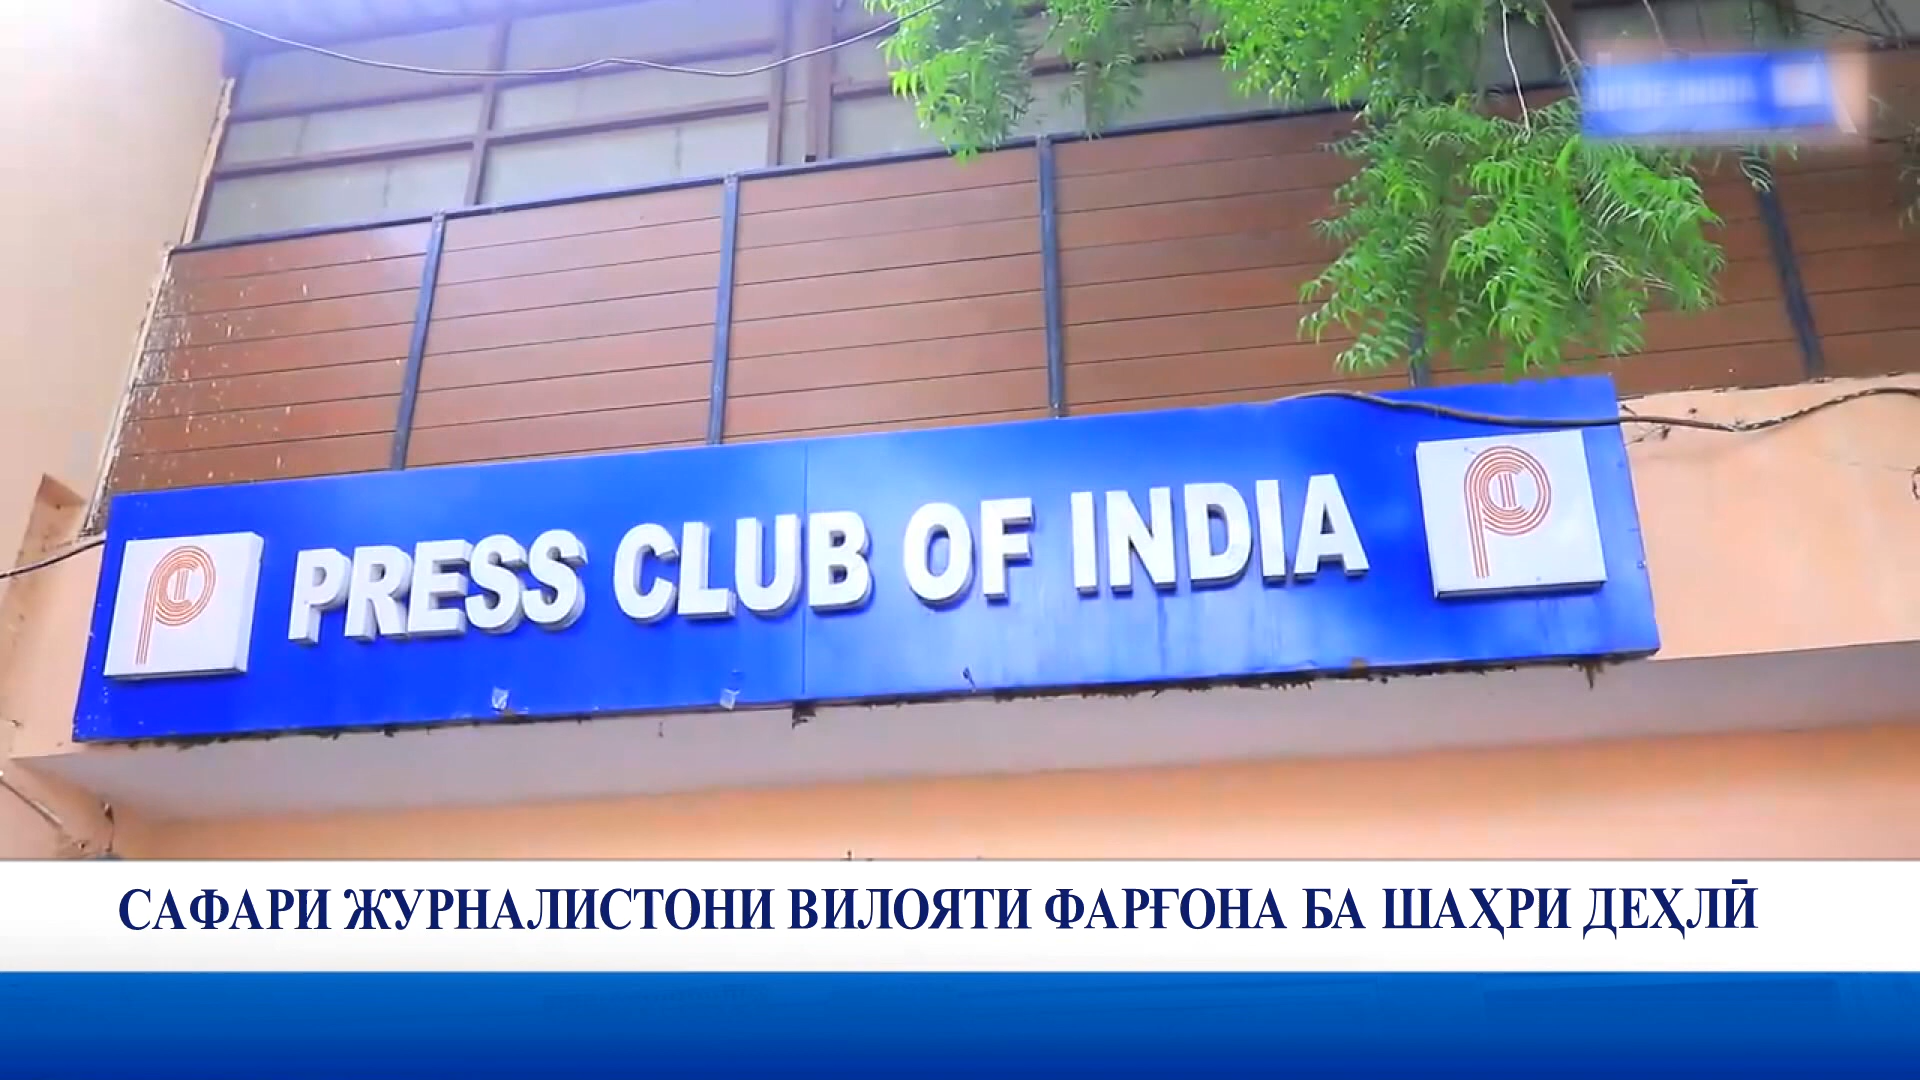 PRESS CLUB OF INDIA
САФАРИ ЖУРНАЛИСТОНИ ВИЛОЯТИ ФАРҒОНА БА ШАҲРИ ДЕҲЛӢ